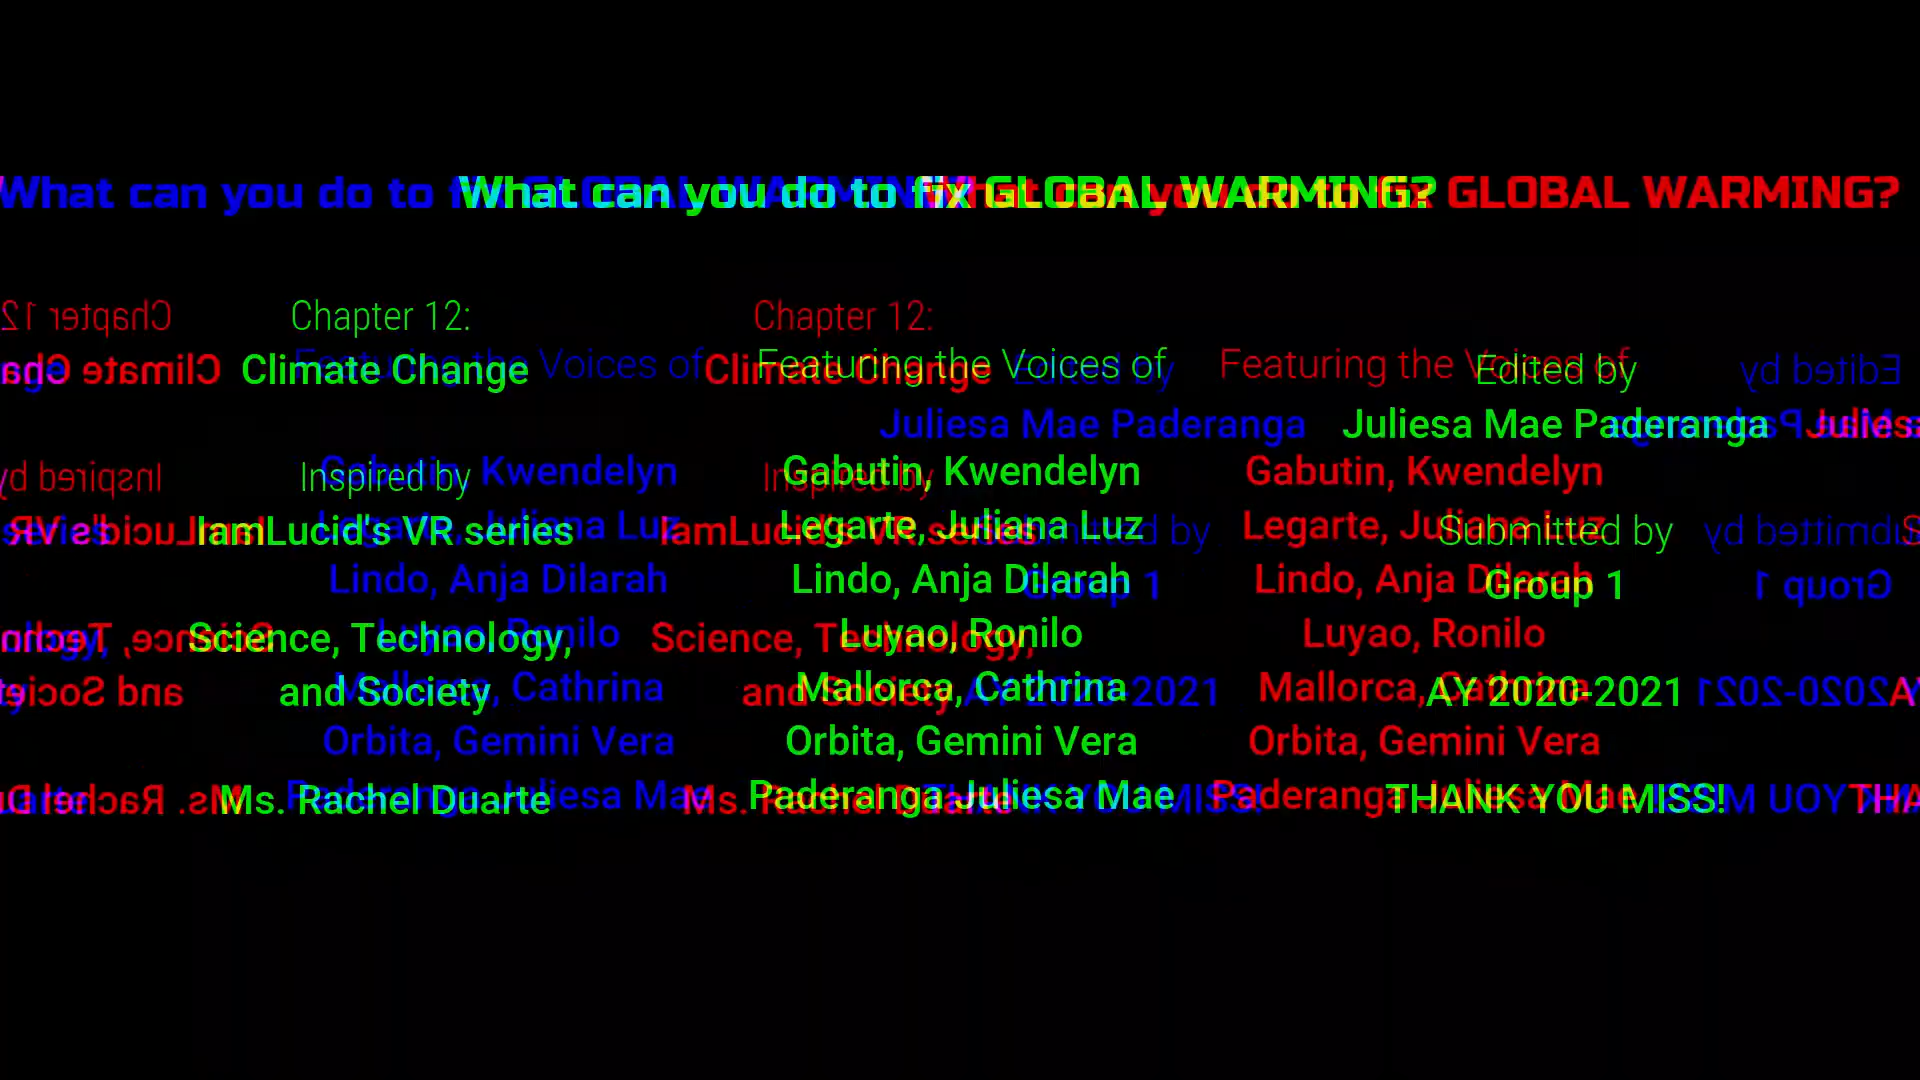 What can you do to fix GLOBAL WARMING?
Chapter 12:
Climate Change
Inspired by
IamLucid's VR series
Science, Technology,
and Society
Ms. Rachel Duarte
Featuring the Voices of
Gabutin, Kwendelyn
Legarte, Juliana Luz
Lindo, Anja Dilarah
Luyao, Ronilo
Mallorca, Cathrina
Orbita, Gemini Vera
Paderanga Juliesa Mae
Edited by
Juliesa Mae Paderanga
Submitted by
Group 1
AY 2020-2021
THANK YOU MISS!